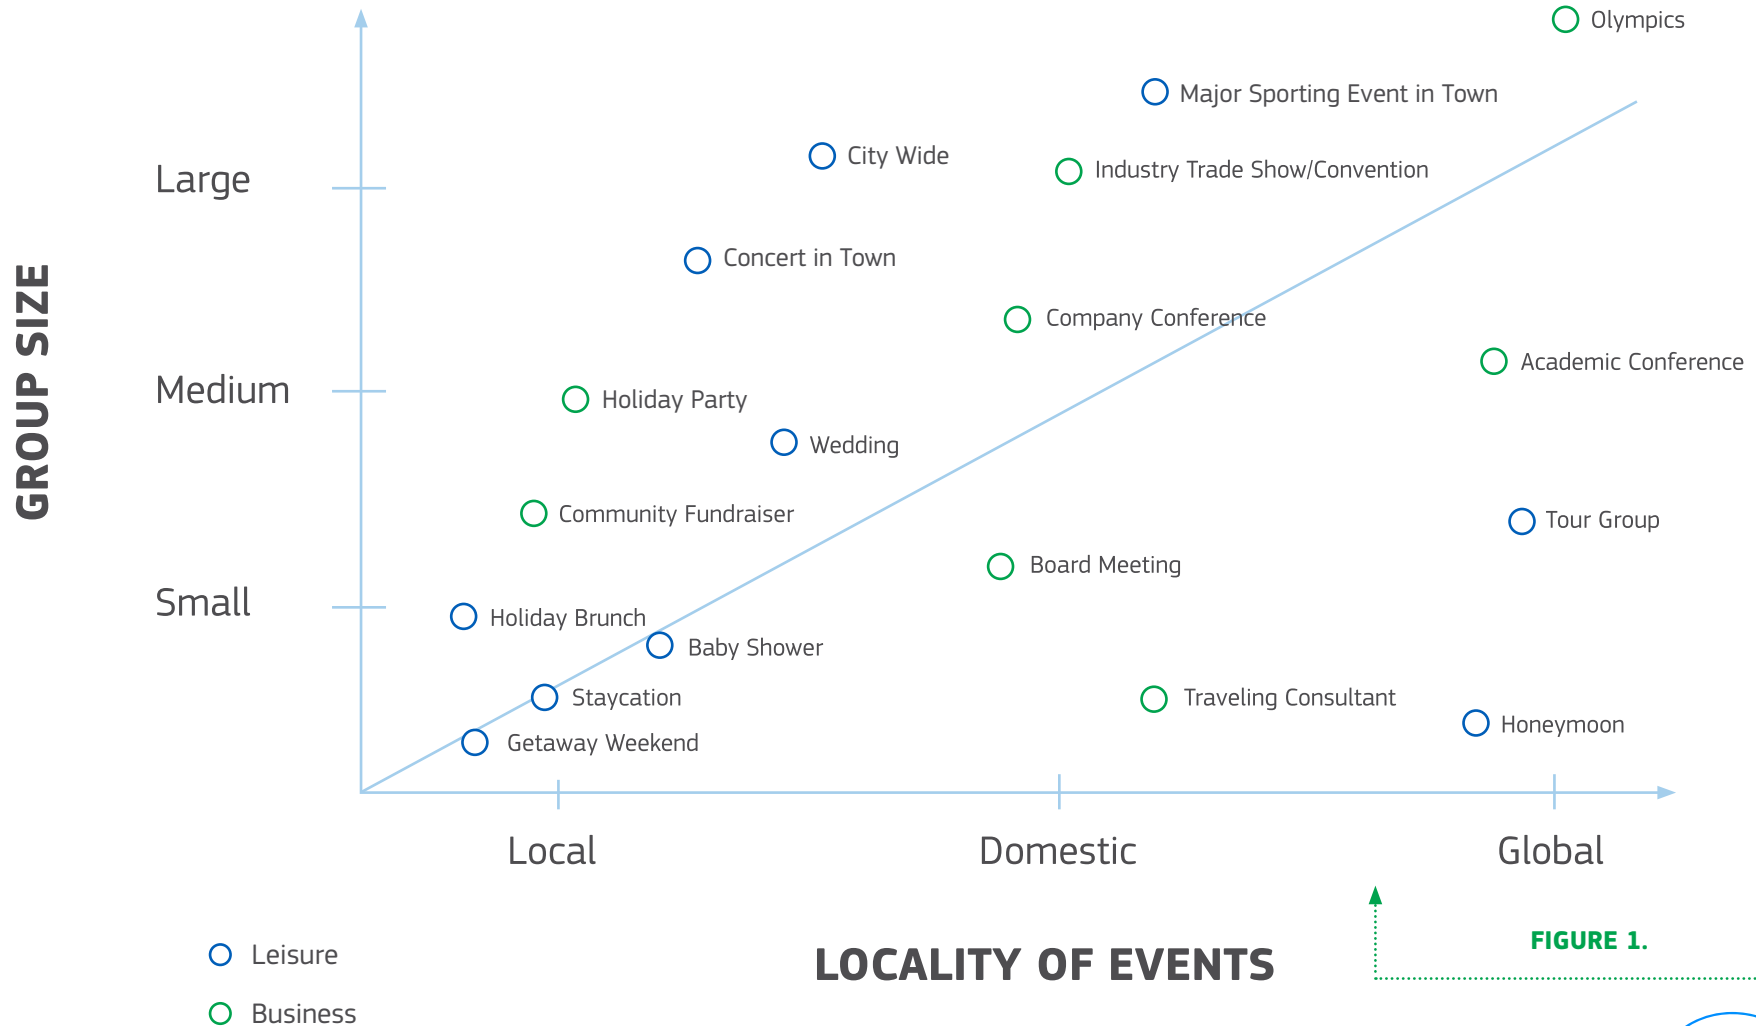 Olympics
Major Sporting Event in Town
City Wide
Industry Trade Show/Convention
Large
Concert in Town
GROUP SIZE
Company Conference
Academic Conference
Medium
Holiday Party
Wedding
Community Fundraiser
Tour Group
Board Meeting
Small
Holiday Brunch
Baby Shower
Staycation
Traveling Consultant
Honeymoon
Getaway Weekend
Local
Domestic
Global
FIGURE 1.
LOCALITY OF EVENTS
Leisure
Business